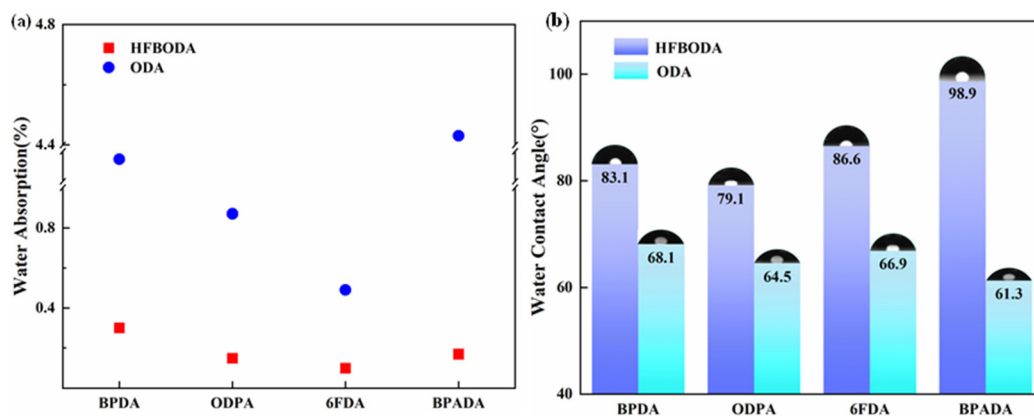 (a)
4.8
4.4
0.8
0.4
Water Absorption(%)
HFBODA
ODA
BPDA ODPA 6FDA BPADA
(b)
100
80
60
40
Water Contact Angle(°)
HFBODA
ODA
83.1
68.1
79.1
64.5
86.6
66.9
98.9
61.3
BPDA ODPA 6FDA BPADA